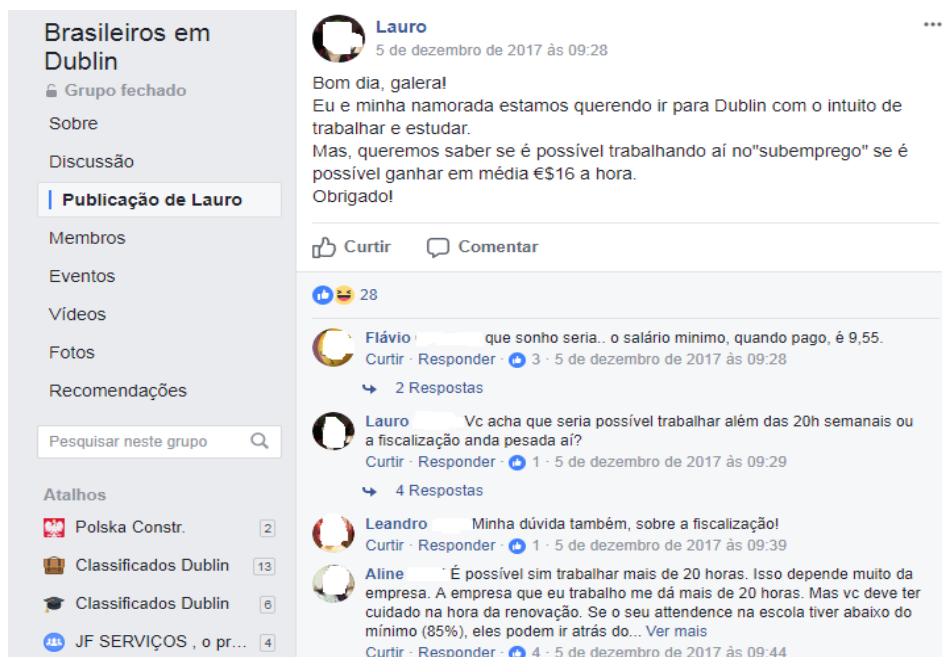 Brasileiros em
Dublin
Grupo fechado
Sobre
Discussão
Publicação de Lauro
Membros
Eventos
Vídeos
Fotos
Recomendações
Pesquisar neste grupo
Atalhos
Polska Constr. 2
Classificados Dublin 13
Classificados Dublin 6
JF SERVIÇOS , o pr... 4
Lauro
5 de dezembro de 2017 às 09:28
Bom dia, galera!
Eu e minha namorada estamos querendo ir para Dublin com o intuito de
trabalhar e estudar.
Mas, queremos saber se é possível trabalhando aí no"subemprego" se é
possível ganhar em média €$16 a hora.
Obrigado!
Curtir Comentar
28
Flávio que sonho seria.. o salário minimo, quando pago, é 9,55.
Curtir · Responder · 3 · 5 de dezembro de 2017 às 09:28
2 Respostas
Lauro Vc acha que seria possível trabalhar além das 20h semanais ou
a fiscalização anda pesada aí?
Curtir · Responder · 1 · 5 de dezembro de 2017 às 09:29
4 Respostas
Leandro Minha dúvida também, sobre a fiscalização!
Curtir · Responder · 1 · 5 de dezembro de 2017 às 09:39
Aline É possível sim trabalhar mais de 20 horas. Isso depende muito da
empresa. A empresa que eu trabalho me dá mais de 20 horas. Mas vc deve ter
cuidado na hora da renovação. Se o seu attendence na escola tiver abaixo do
mínimo (85%), eles podem ir atrás do... Ver mais
Curtir · Responder · 4 · 5 de dezembro de 2017 às 09:44